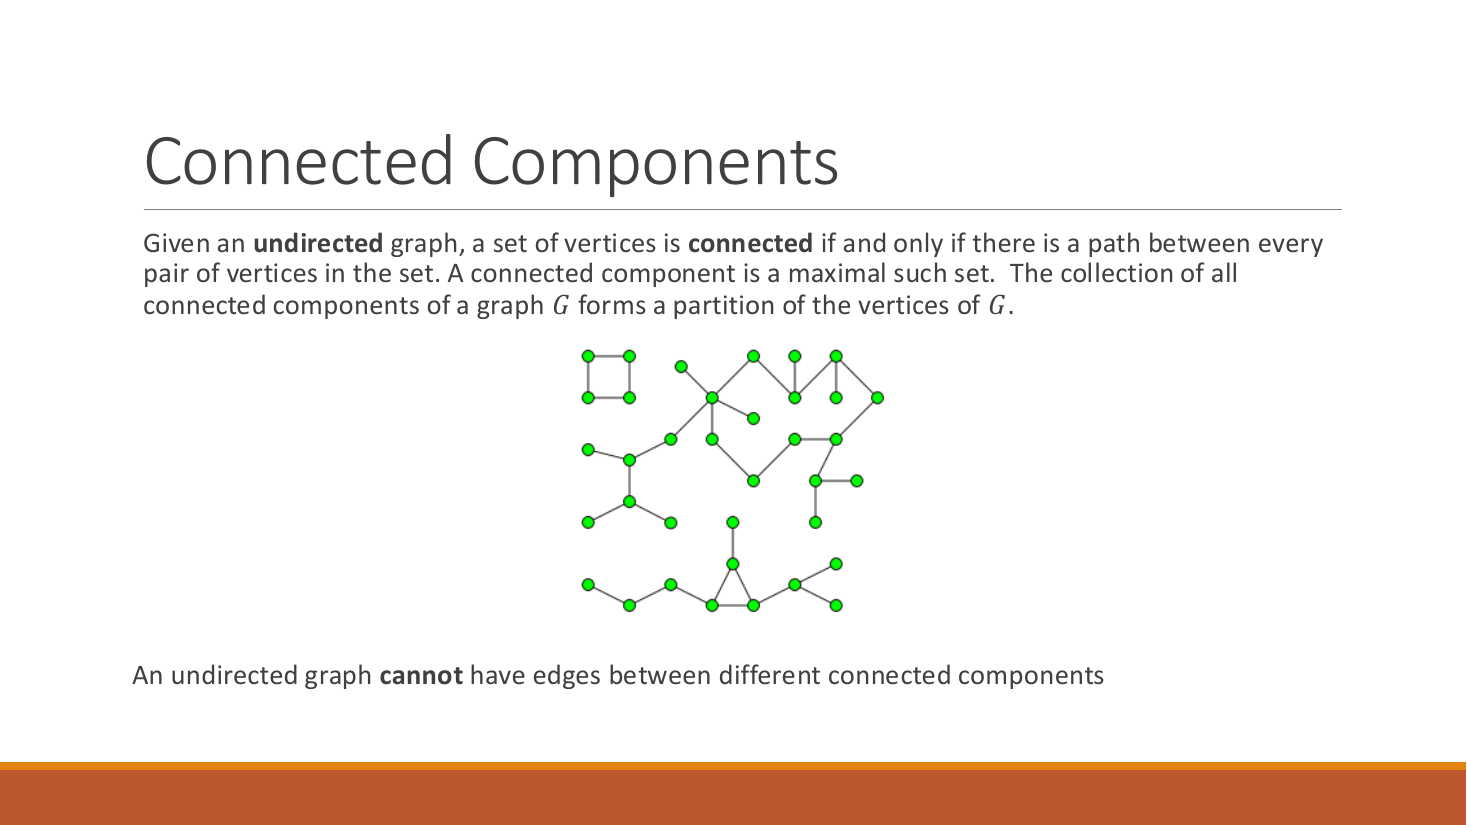 Connected Components
Given an undirected graph, a set of vertices is connected if and only if there is a path between every
pair of vertices in the set. A connected component is a maximal such set.  The collection of all
connected components of a graph 𝐺 forms a partition of the vertices of 𝐺.
An undirected graph cannot have edges between different connected components